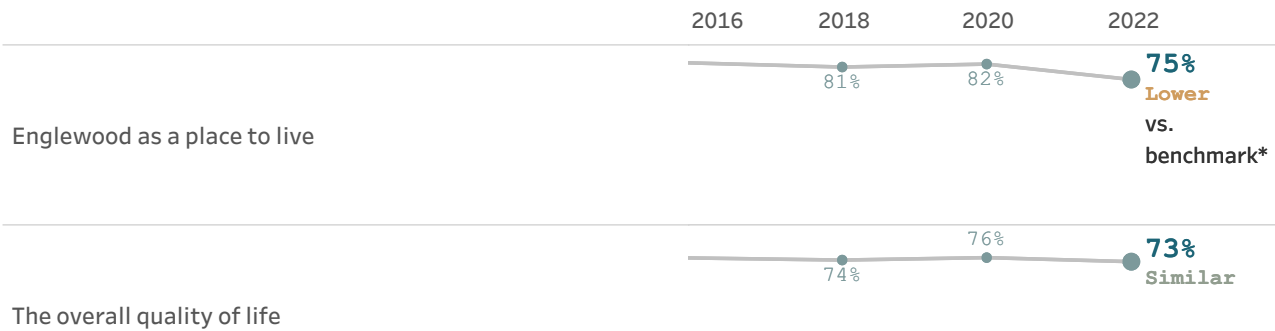 2016 2018 2020 2022
81% 82% 75%
Lower
vs.
benchmark*
Englewood as a place to live
74% 76% 73%
Similar
The overall quality of life